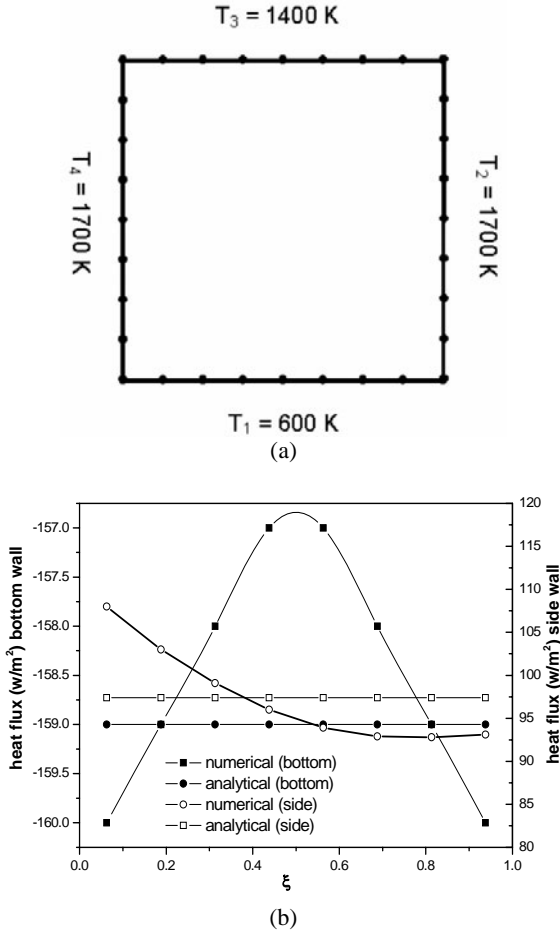 T₃ = 1400 K
T₄ = 1700 K
T₂ = 1700 K
T₁ = 600 K
(a)
heat flux (w/m²) bottom wall
-157.0
-157.5
-158.0
-158.5
-159.0
-159.5
-160.0
numerical (bottom)
analytical (bottom)
numerical (side)
analytical (side)
120
115
110
105
100
95
90
85
80
heat flux (w/m²) side wall
0.0 0.2 0.4 0.6 0.8 1.0
ξ
(b)